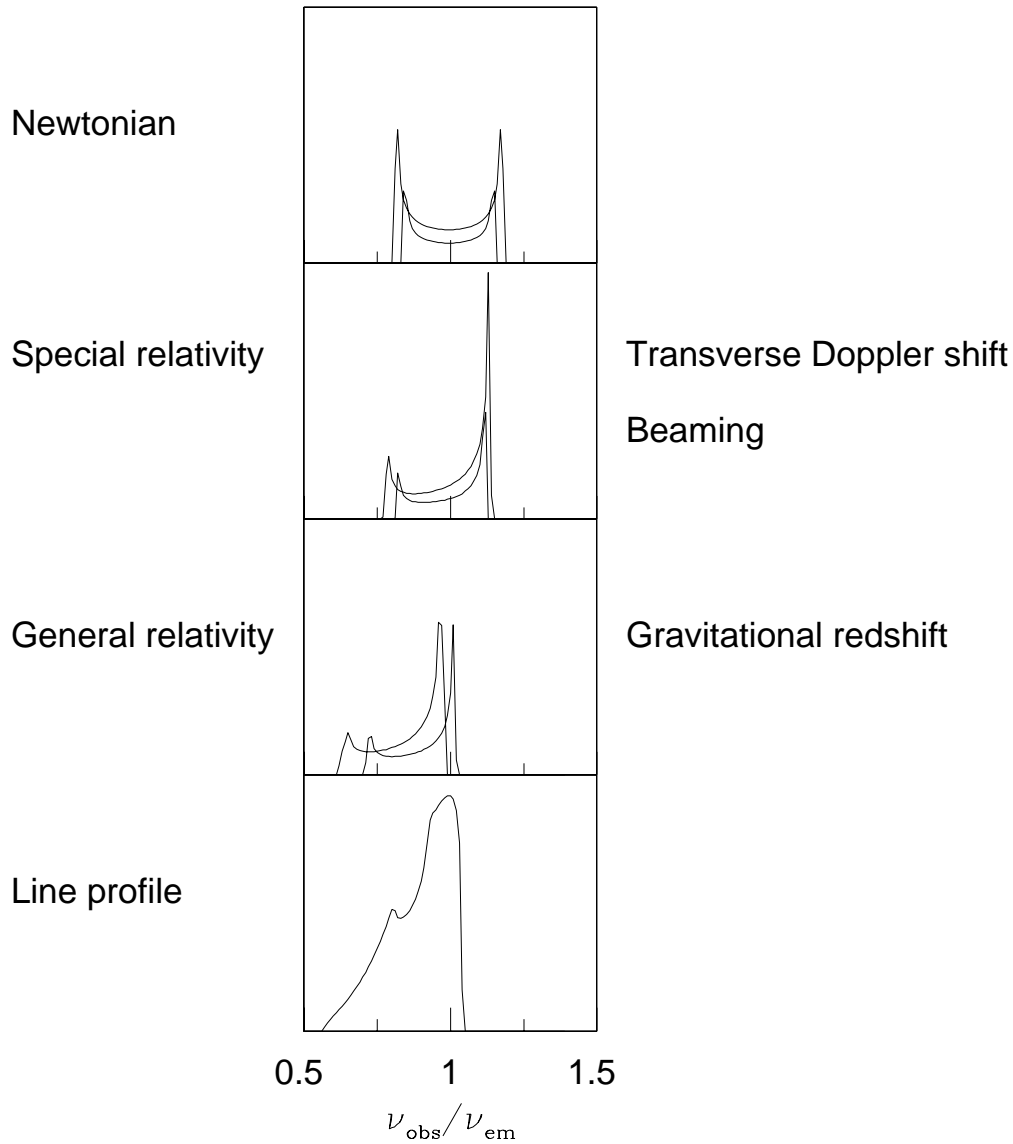 Newtonian
Special relativity
Transverse Doppler shift
Beaming
General relativity
Gravitational redshift
Line profile
0.5 1 1.5
ν_obs/ν_em